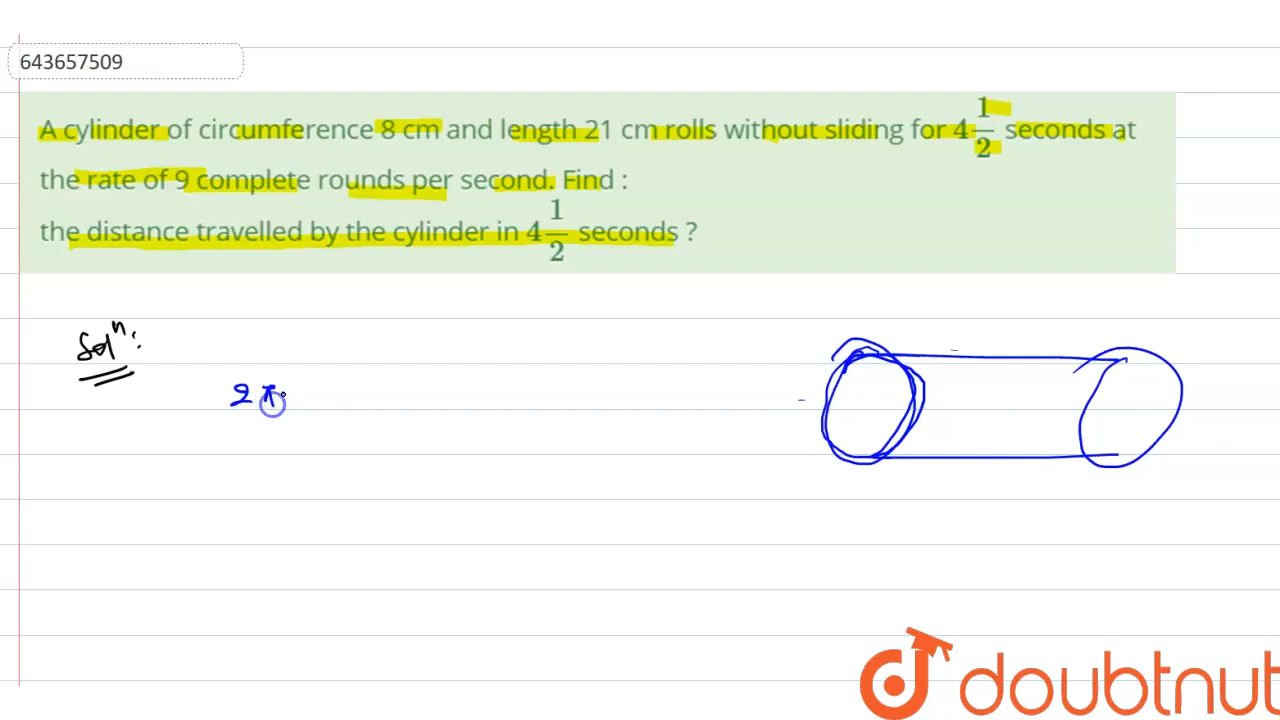 643657509
A cylinder of circumference 8 cm and length 21 cm rolls without sliding for 4 1/2 seconds at
the rate of 9 complete rounds per second. Find :
the distance travelled by the cylinder in 4 1/2 seconds ?
Solⁿ:
2π
doubtnut